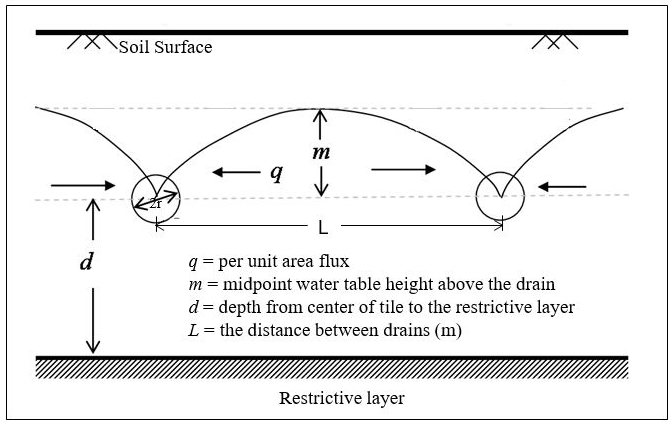 Soil Surface
m
q
2r
L
d
q = per unit area flux
m = midpoint water table height above the drain
d = depth from center of tile to the restrictive layer
L = the distance between drains (m)
Restrictive layer